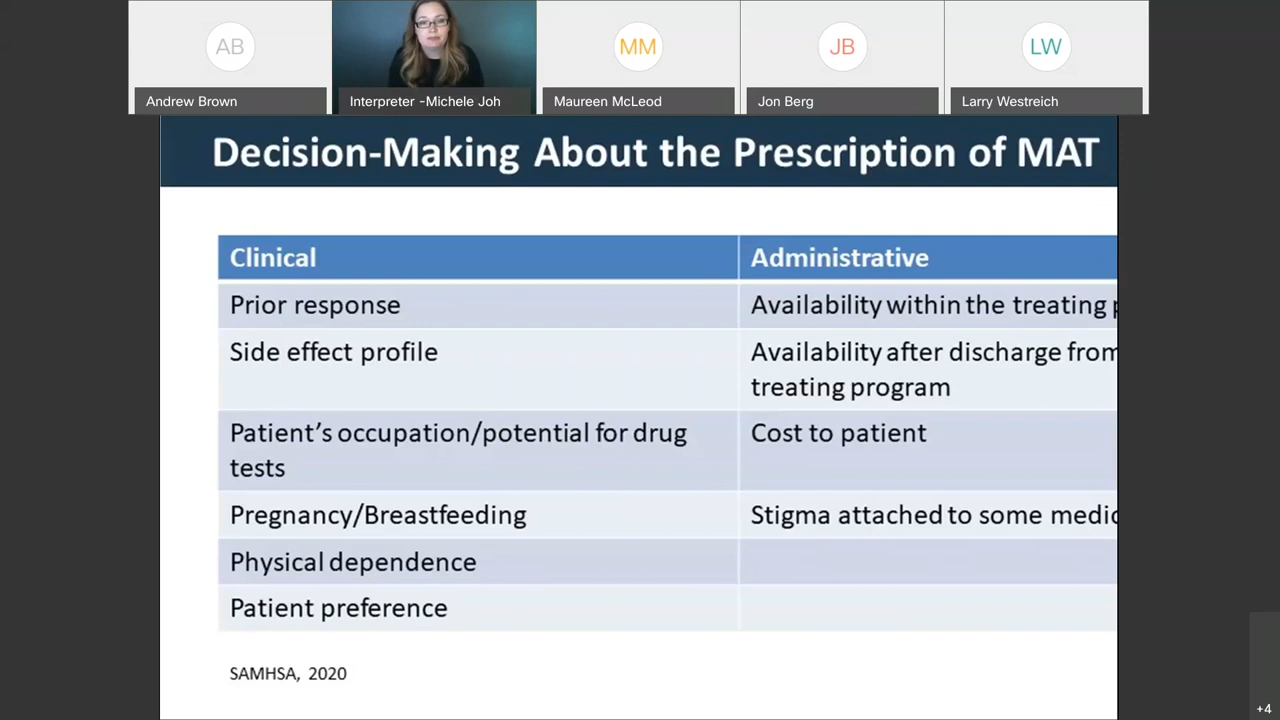 AB
MM
JB
LW
Andrew Brown
Interpreter -Michele Joh
Maureen McLeod
Jon Berg
Larry Westreich
Decision-Making About the Prescription of MAT
Clinical
Administrative
Prior response
Availability within the treating
Side effect profile
Availability after discharge from
treating program
Patient's occupation/potential for drug
tests
Cost to patient
Pregnancy/Breastfeeding
Stigma attached to some
Physical dependence
Patient preference
SAMHSA, 2020
+4